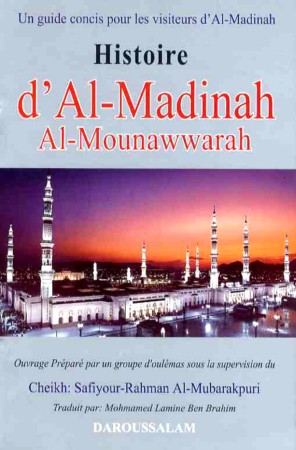 Un guide concis pour les visiteurs d'Al-Madinah
Histoire
d'Al-Madinah
Al-Mounawwarah
Ouvrage Préparé par un groupe d'oulémas sous la supervision du
Cheikh: Safiyour-Rahman Al-Mubarakpuri
Traduit par: Mohmamed Lamine Ben Brahim
DAROUSSALAM